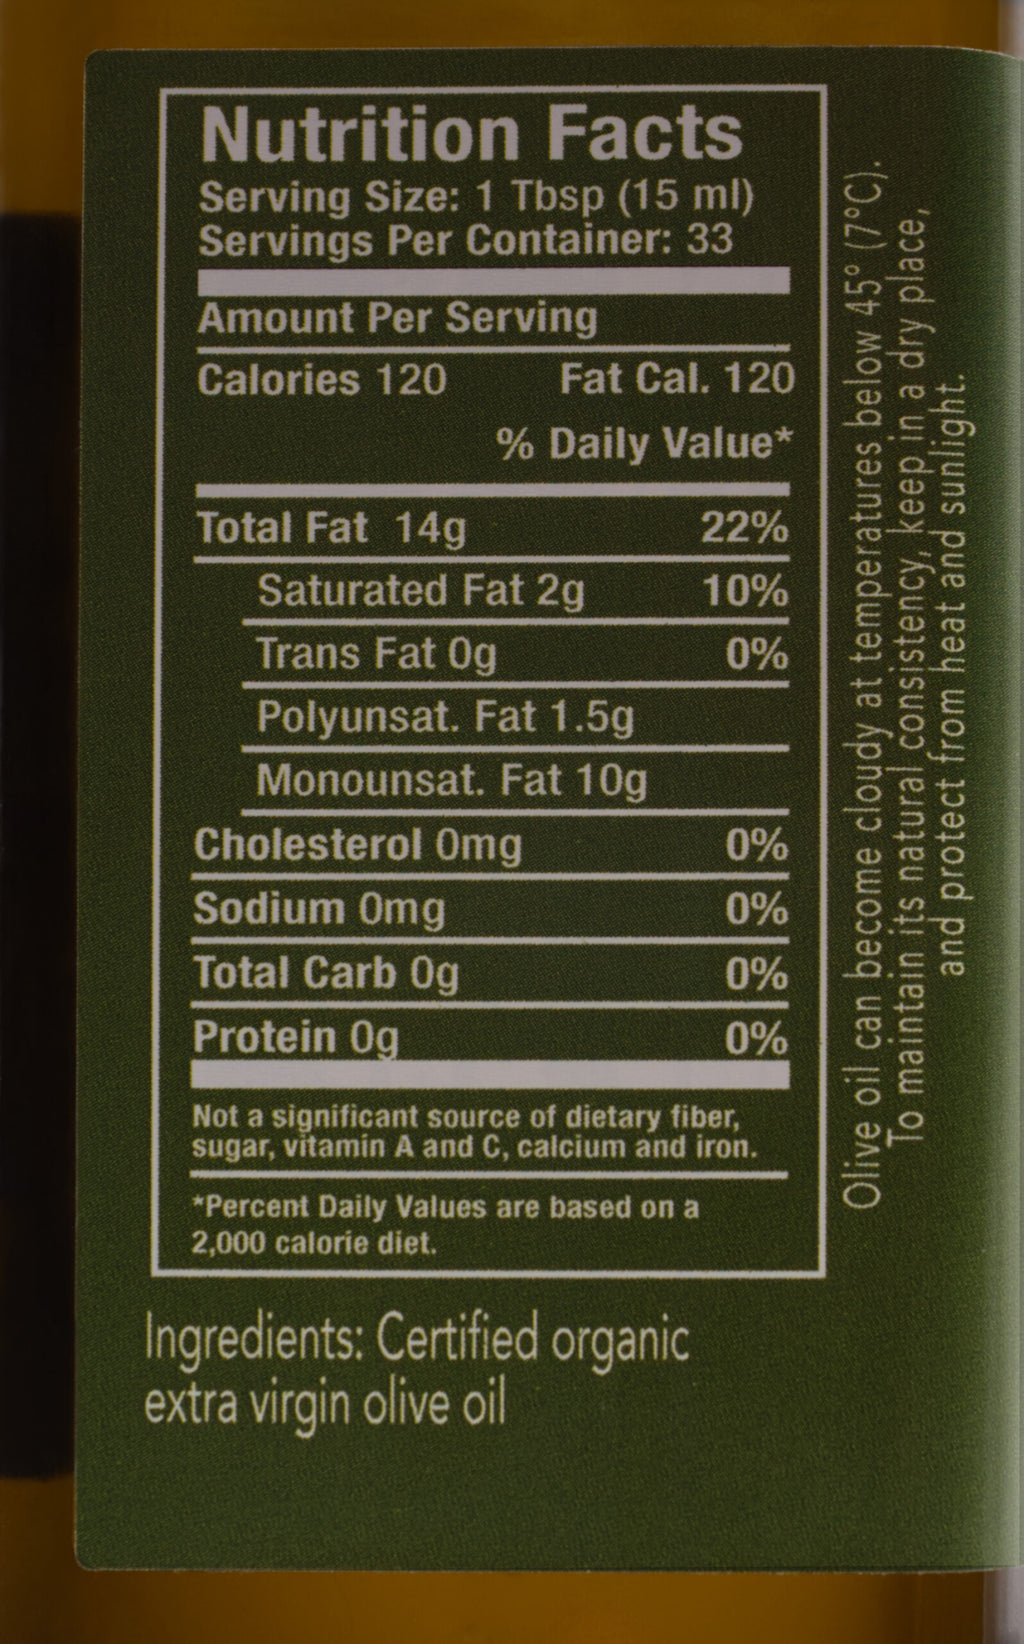 Nutrition Facts
Serving Size: 1 Tbsp (15 ml)
Servings Per Container: 33
Amount Per Serving
Calories 120 Fat Cal. 120
% Daily Value*
Total Fat 14g 22%
Saturated Fat 2g 10%
Trans Fat 0g 0%
Polyunsat. Fat 1.5g
Monounsat. Fat 10g
Cholesterol 0mg 0%
Sodium 0mg 0%
Total Carb 0g 0%
Protein 0g 0%
Not a significant source of dietary fiber,
sugar, vitamin A and C, calcium and iron.
*Percent Daily Values are based on a
2,000 calorie diet.
Ingredients: Certified organic
extra virgin olive oil
Olive oil can become cloudy at temperatures below 45° (7°C).
To maintain its natural consistency, keep in a dry place,
and protect from heat and sunlight.